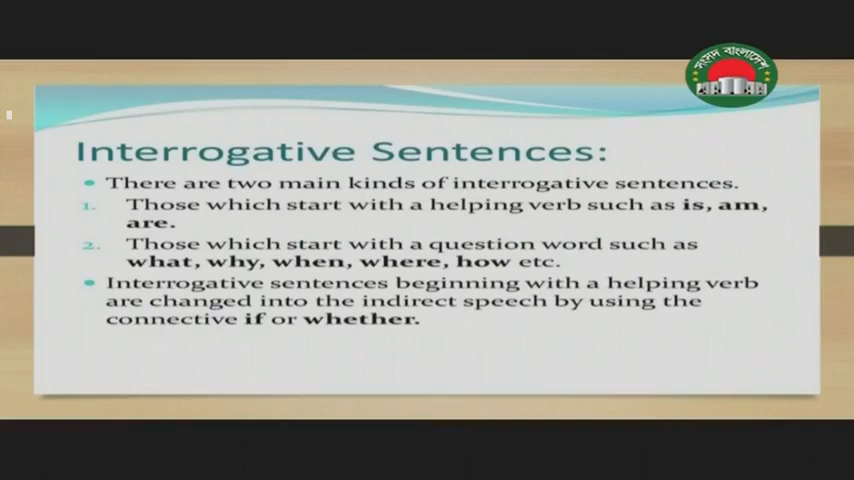 সংসদ বাংলাদেশ
Interrogative Sentences:
• There are two main kinds of interrogative sentences.
1. Those which start with a helping verb such as is, am,
are.
2. Those which start with a question word such as
what, why, when, where, how etc.
• Interrogative sentences beginning with a helping verb
are changed into the indirect speech by using the
connective if or whether.